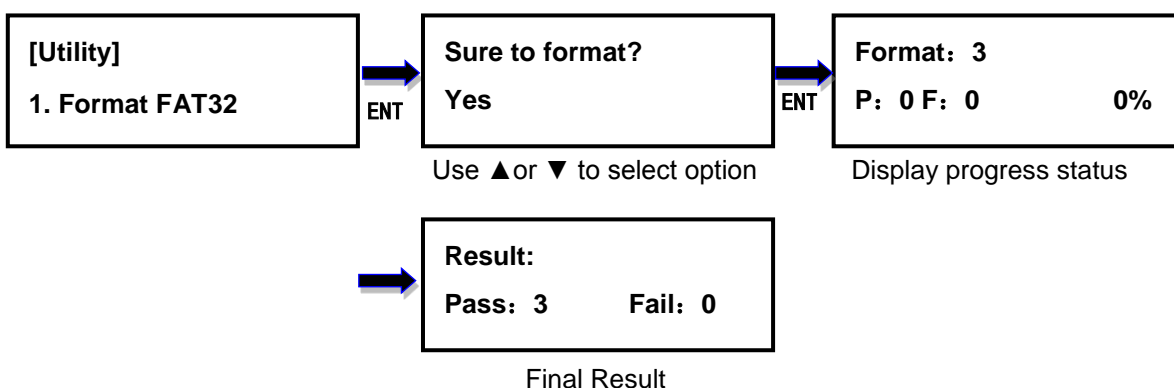 [Utility]
1. Format FAT32
ENT
Sure to format?
Yes
Use ▲or ▼ to select option
ENT
Format：3
P：0 F：0 0%
Display progress status
Result:
Pass：3 Fail：0
Final Result